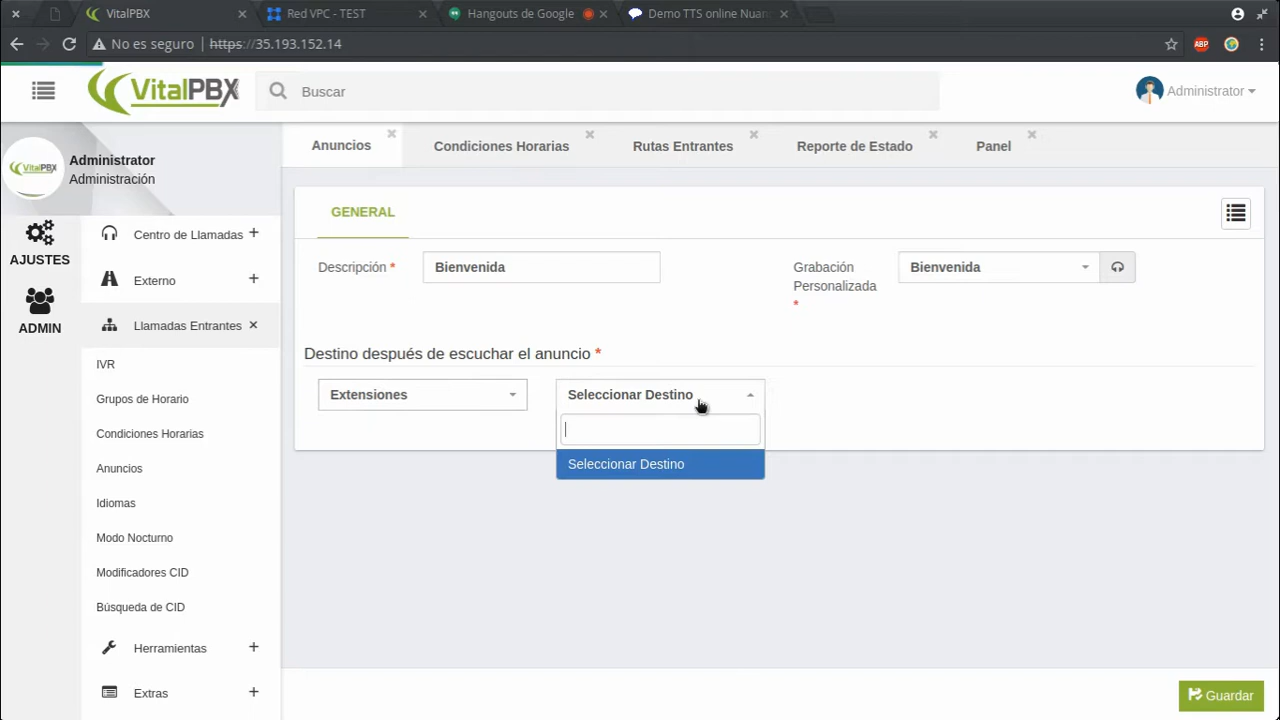 VitalPBX
Red VPC - TEST
Hangouts de Google
Demo TTS online Nuan
No es seguro
https://35.193.152.14
ABP
VitalPBX
Buscar
Administrator
VitalPBX
Administrator
Administración
Anuncios
Condiciones Horarias
Rutas Entrantes
Reporte de Estado
Panel
AJUSTES
ADMIN
Centro de Llamadas +
Externo +
Llamadas Entrantes ×
IVR
Grupos de Horario
Condiciones Horarias
Anuncios
Idiomas
Modo Nocturno
Modificadores CID
Búsqueda de CID
Herramientas +
Extras +
GENERAL
Descripción *
Bienvenida
Grabación
Personalizada
*
Bienvenida
Destino después de escuchar el anuncio *
Extensiones
Seleccionar Destino
Seleccionar Destino
Guardar